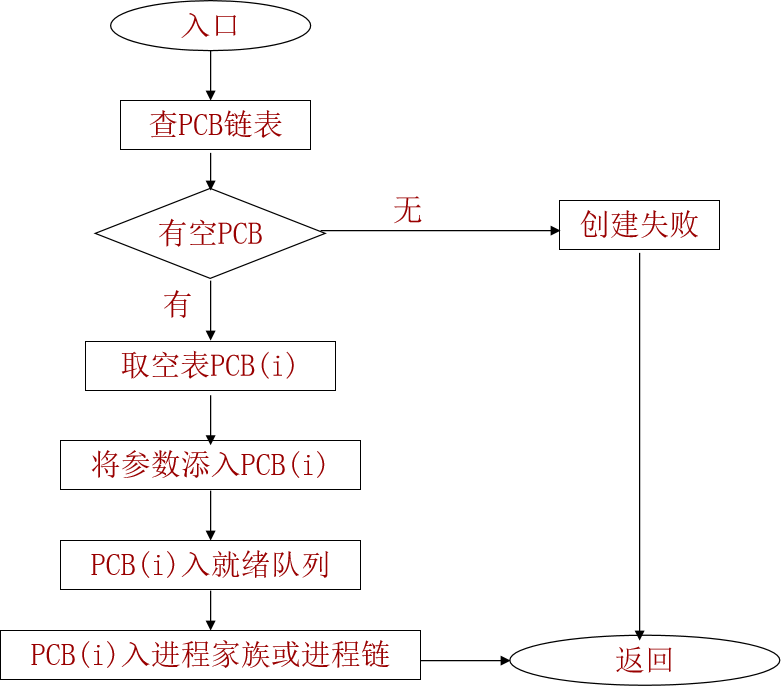 入口
查PCB链表
有空PCB
无
创建失败
有
取空表PCB(i)
将参数添入PCB(i)
PCB(i)入就绪队列
PCB(i)入进程家族或进程链
返回